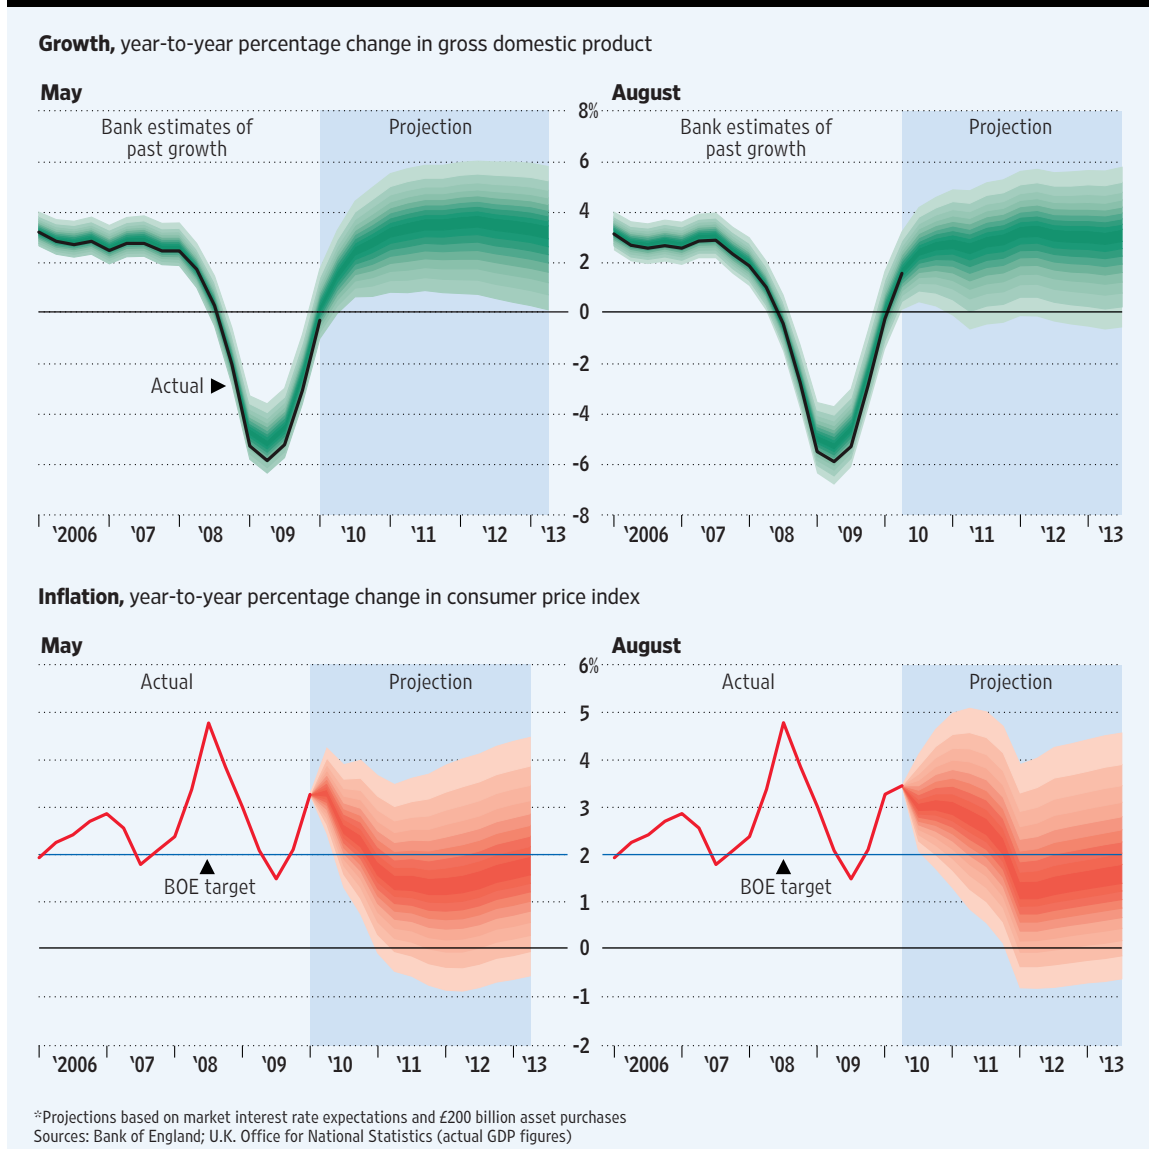 Growth, year-to-year percentage change in gross domestic product
May
August
8%
6
4
2
0
-2
-4
-6
-8
Bank estimates of
past growth
Projection
Actual
Bank estimates of
past growth
Projection
‘2006 ‘07 ‘08 ‘09 ‘10 ‘11 ‘12 ‘13
‘2006 ‘07 ‘08 ‘09 10 ‘11 ‘12 ‘13
Inflation, year-to-year percentage change in consumer price index
May
August
6%
5
4
3
2
1
0
-1
-2
Actual
Projection
BOE target
Actual
Projection
BOE target
‘2006 ‘07 ‘08 ‘09 ‘10 ‘11 ‘12 ‘13
‘2006 ‘07 ‘08 ‘09 10 ‘11 ‘12 ‘13
*Projections based on market interest rate expectations and £200 billion asset purchases
Sources: Bank of England; U.K. Office for National Statistics (actual GDP figures)